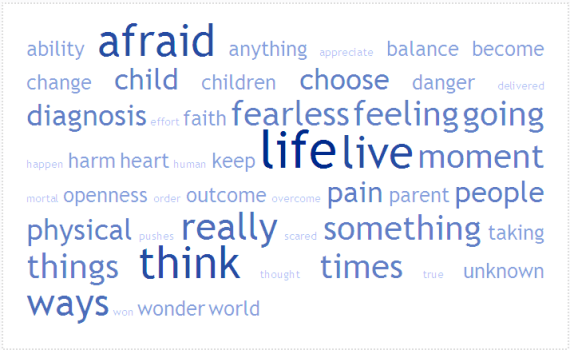 ability afraid anything appreciate balance become
change child children choose danger delivered
diagnosis effort faith fearless feeling going
happen harm heart human keep life live moment
mortal openness order outcome overcome pain parent people
physical pushes really scared something taking
things think thought times true unknown
ways won wonder world